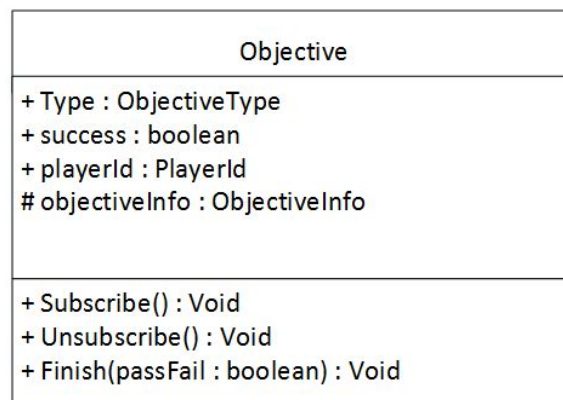 Objective
+ Type : ObjectiveType
+ success : boolean
+ playerId : PlayerId
# objectiveInfo : ObjectiveInfo
+ Subscribe() : Void
+ Unsubscribe() : Void
+ Finish(passFail : boolean) : Void